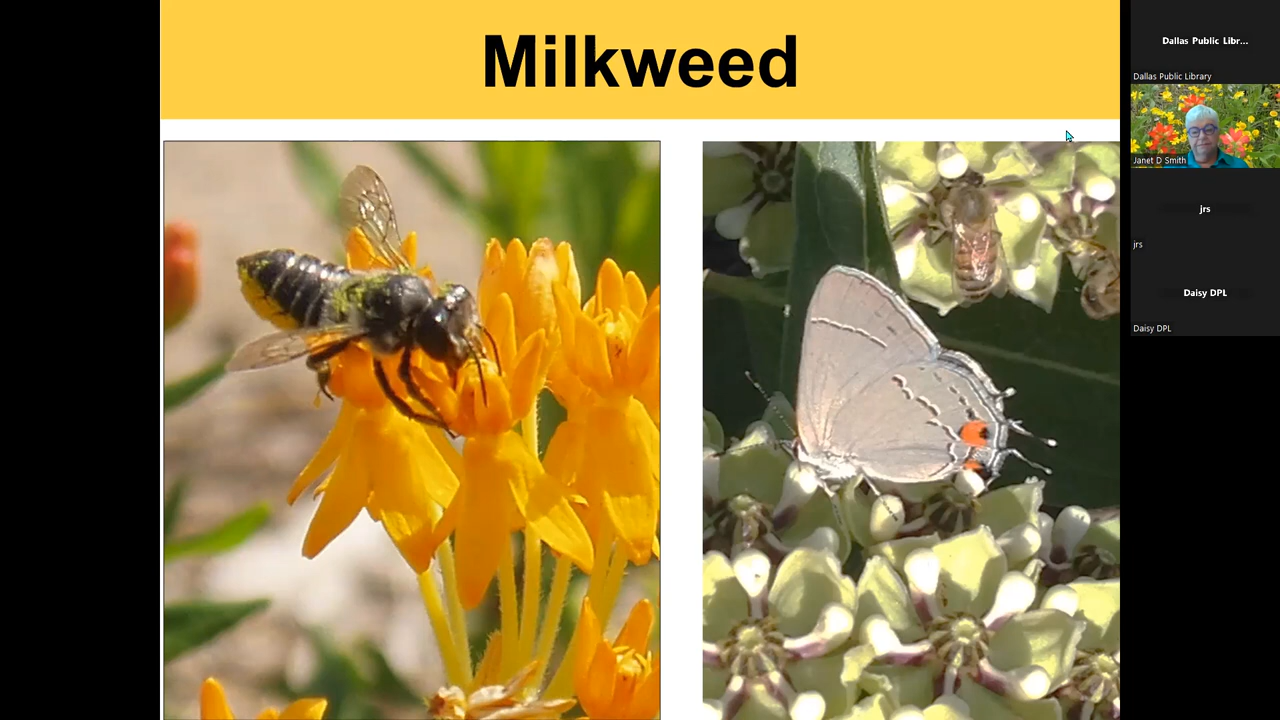 Milkweed
Dallas Public Libr...
Dallas Public Library
Janet D Smith
jrs
jrs
Daisy DPL
Daisy DPL